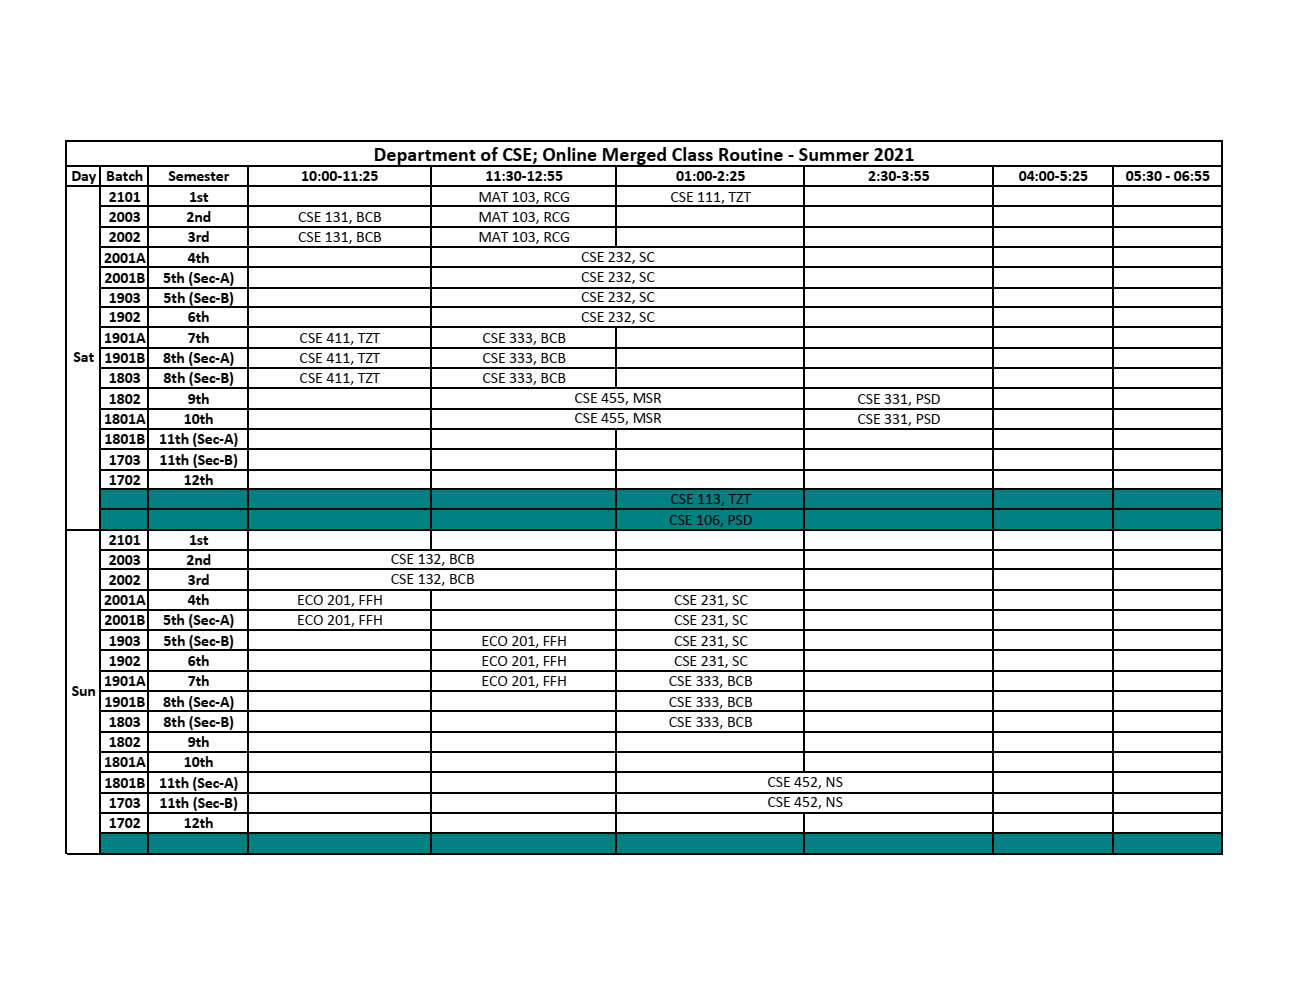 Department of CSE; Online Merged Class Routine - Summer 2021
Day Batch Semester 10:00-11:25 11:30-12:55 01:00-2:25 2:30-3:55 04:00-5:25 05:30 - 06:55
2101 1st MAT 103, RCG CSE 111, TZT
2003 2nd CSE 131, BCB MAT 103, RCG
2002 3rd CSE 131, BCB MAT 103, RCG
2001A 4th CSE 232, SC
2001B 5th (Sec-A) CSE 232, SC
1903 5th (Sec-B) CSE 232, SC
1902 6th CSE 232, SC
1901A 7th CSE 411, TZT CSE 333, BCB
Sat 1901B 8th (Sec-A) CSE 411, TZT CSE 333, BCB
1803 8th (Sec-B) CSE 411, TZT CSE 333, BCB
1802 9th CSE 455, MSR CSE 331, PSD
1801A 10th CSE 455, MSR CSE 331, PSD
1801B 11th (Sec-A)
1703 11th (Sec-B)
1702 12th
CSE 113, TZT
CSE 106, PSD
2101 1st
2003 2nd CSE 132, BCB
2002 3rd CSE 132, BCB
2001A 4th ECO 201, FFH CSE 231, SC
2001B 5th (Sec-A) ECO 201, FFH CSE 231, SC
1903 5th (Sec-B) ECO 201, FFH CSE 231, SC
1902 6th ECO 201, FFH CSE 231, SC
1901A 7th ECO 201, FFH CSE 333, BCB
Sun 1901B 8th (Sec-A) CSE 333, BCB
1803 8th (Sec-B) CSE 333, BCB
1802 9th
1801A 10th
1801B 11th (Sec-A) CSE 452, NS
1703 11th (Sec-B) CSE 452, NS
1702 12th